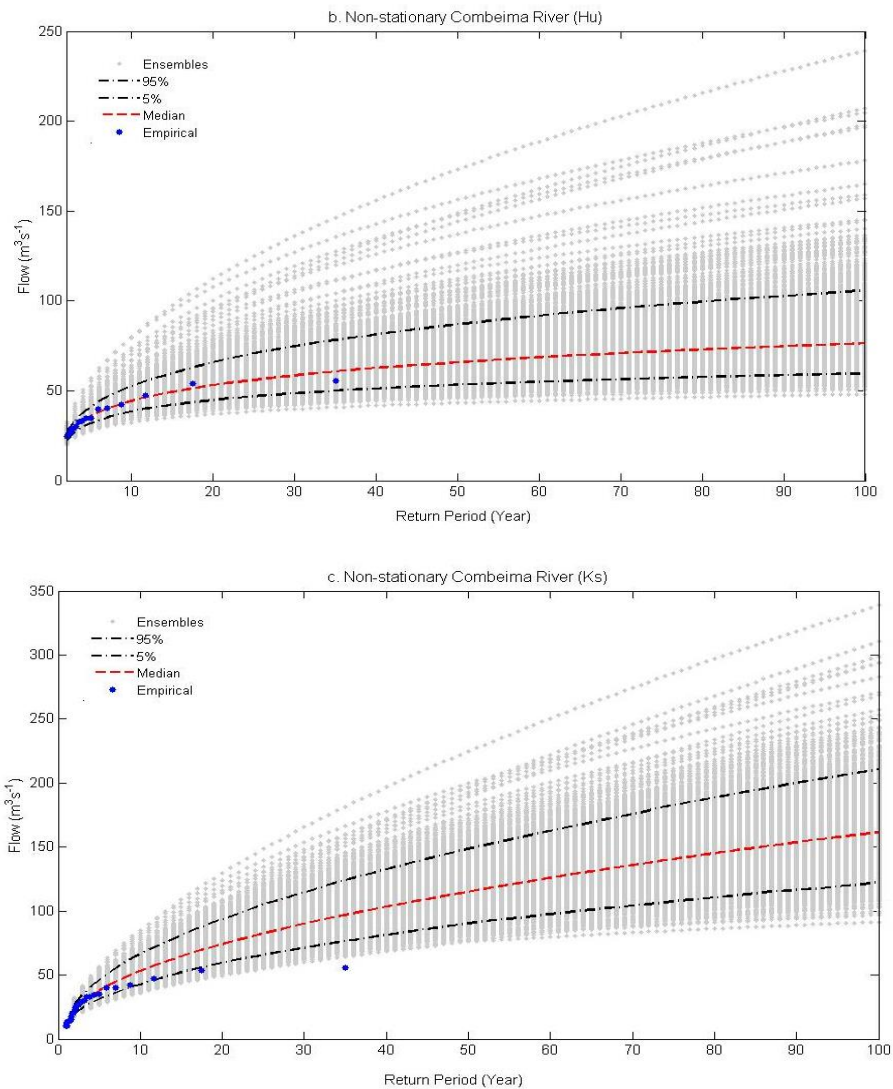 b. Non-stationary Combeima River (Hu)
250
200
150
100
50
0
Flow (m³s⁻¹)
Ensembles
95%
5%
Median
Empirical
10 20 30 40 50 60 70 80 90 100
Return Period (Year)
c. Non-stationary Combeima River (Ks)
350
300
250
200
150
100
50
0
Flow (m³s⁻¹)
Ensembles
95%
5%
Median
Empirical
0 10 20 30 40 50 60 70 80 90 100
Return Period (Year)